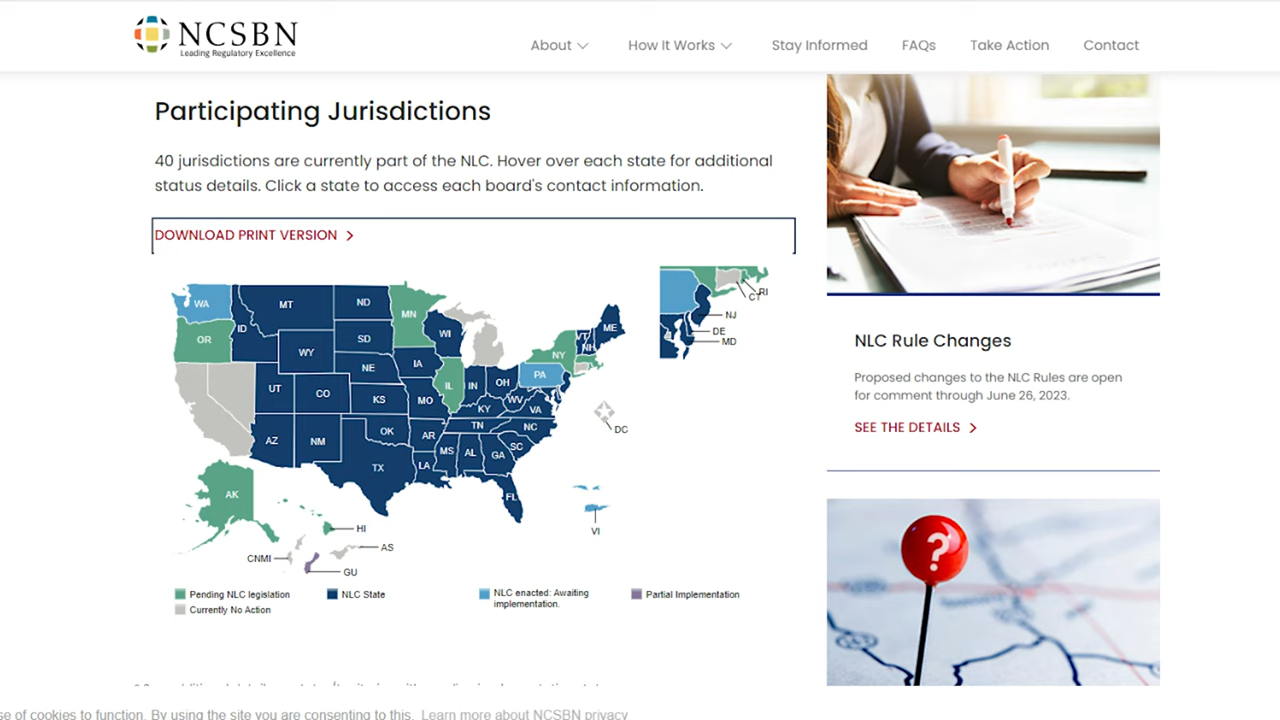 NCSBN
Leading Regulatory Excellence
About
How It Works
Stay Informed
FAQs
Take Action
Contact
Participating Jurisdictions
40 jurisdictions are currently part of the NLC. Hover over each state for additional
status details. Click a state to access each board's contact information.
DOWNLOAD PRINT VERSION
WA
MT
ND
MN
OR
ID
WY
SD
WI
NY
VT
NH
ME
NE
IA
PA
UT
CO
KS
MO
IL
IN
OH
KY
WV
VA
AZ
NM
OK
AR
TN
NC
TX
LA
MS
AL
GA
SC
FL
RI
CT
NJ
DE
MD
DC
AK
HI
AS
CNMI
GU
VI
Pending NLC legislation
NLC State
NLC enacted: Awaiting
implementation.
Partial Implementation
Currently No Action
NLC Rule Changes
Proposed changes to the NLC Rules are open
for comment through June 26, 2023.
SEE THE DETAILS
?
se of cookies to function. By using the site you are consenting to this. Learn more about NCSBN privacy